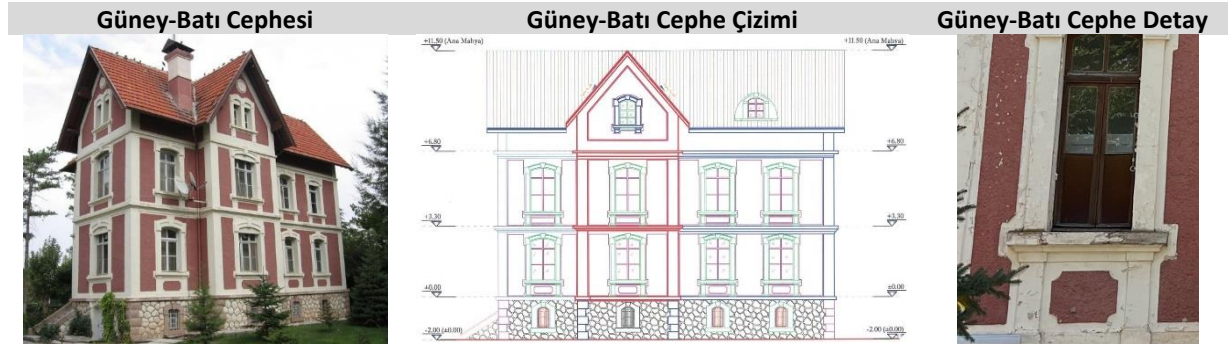 Güney-Batı Cephesi
Güney-Batı Cephe Çizimi
Güney-Batı Cephe Detay
+11.50 (Ana Mahya)
+11.50 (Ana Mahya)
+6.80
+6.80
+3.30
+3.30
±0.00
±0.00
-2.00 (±0.00)
-2.00 (±0.00)